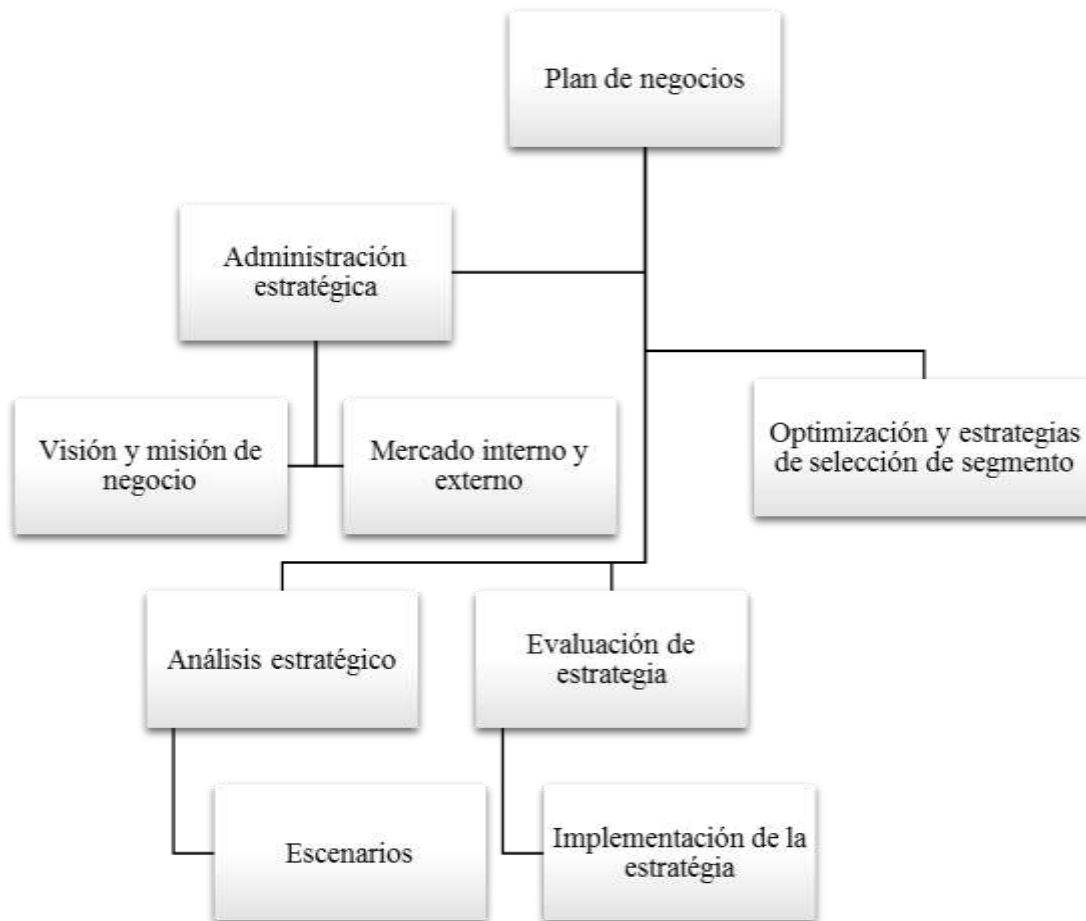 Plan de negocios
Administración
estratégica
Visión y misión de
negocio
Mercado interno y
externo
Optimización y estrategias
de selección de segmento
Análisis estratégico
Evaluación de
estrategia
Escenarios
Implementación de la
estratégia